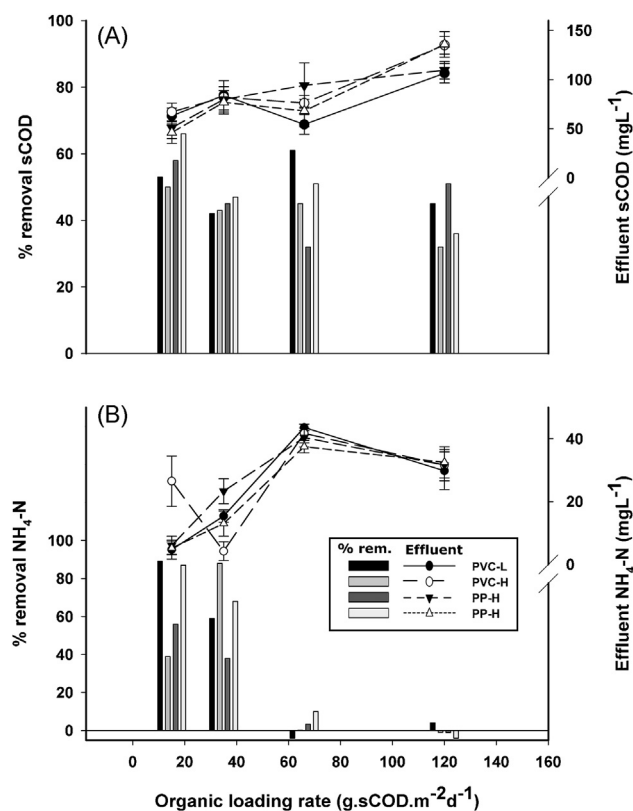 (A)
% removal sCOD
100
80
60
40
20
0
Effluent sCOD (mgL-1)
150
100
50
0
(B)
% removal NH4-N
100
80
60
40
20
0
Effluent NH4-N (mgL-1)
40
20
0
% rem. Effluent
PVC-L
PVC-H
PP-H
PP-H
0 20 40 60 80 100 120 140 160
Organic loading rate (g.sCOD.m-2d-1)